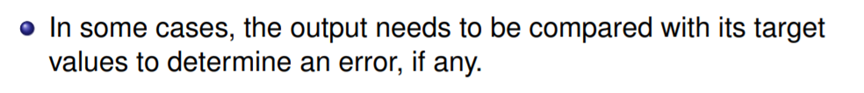 In some cases, the output needs to be compared with its target
values to determine an error, if any.